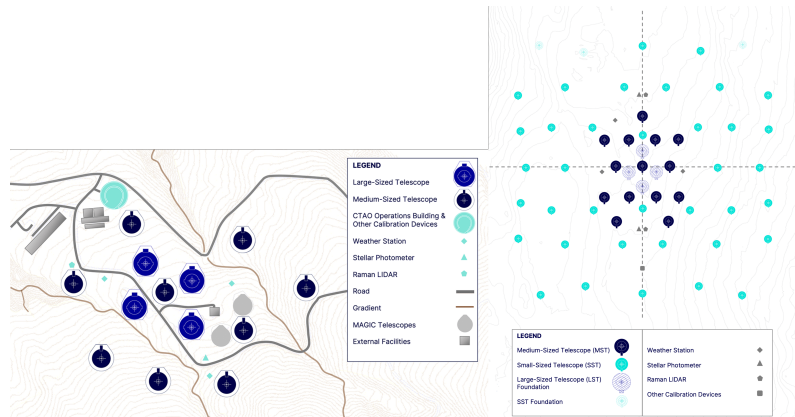 LEGEND
Large-Sized Telescope
Medium-Sized Telescope
CTAO Operations Building &
Other Calibration Devices
Weather Station
Stellar Photometer
Raman LIDAR
Road
Gradient
MAGIC Telescopes
External Facilities
LEGEND
Medium-Sized Telescope (MST)
Small-Sized Telescope (SST)
Large-Sized Telescope (LST)
Foundation
SST Foundation
Weather Station
Stellar Photometer
Raman LIDAR
Other Calibration Devices